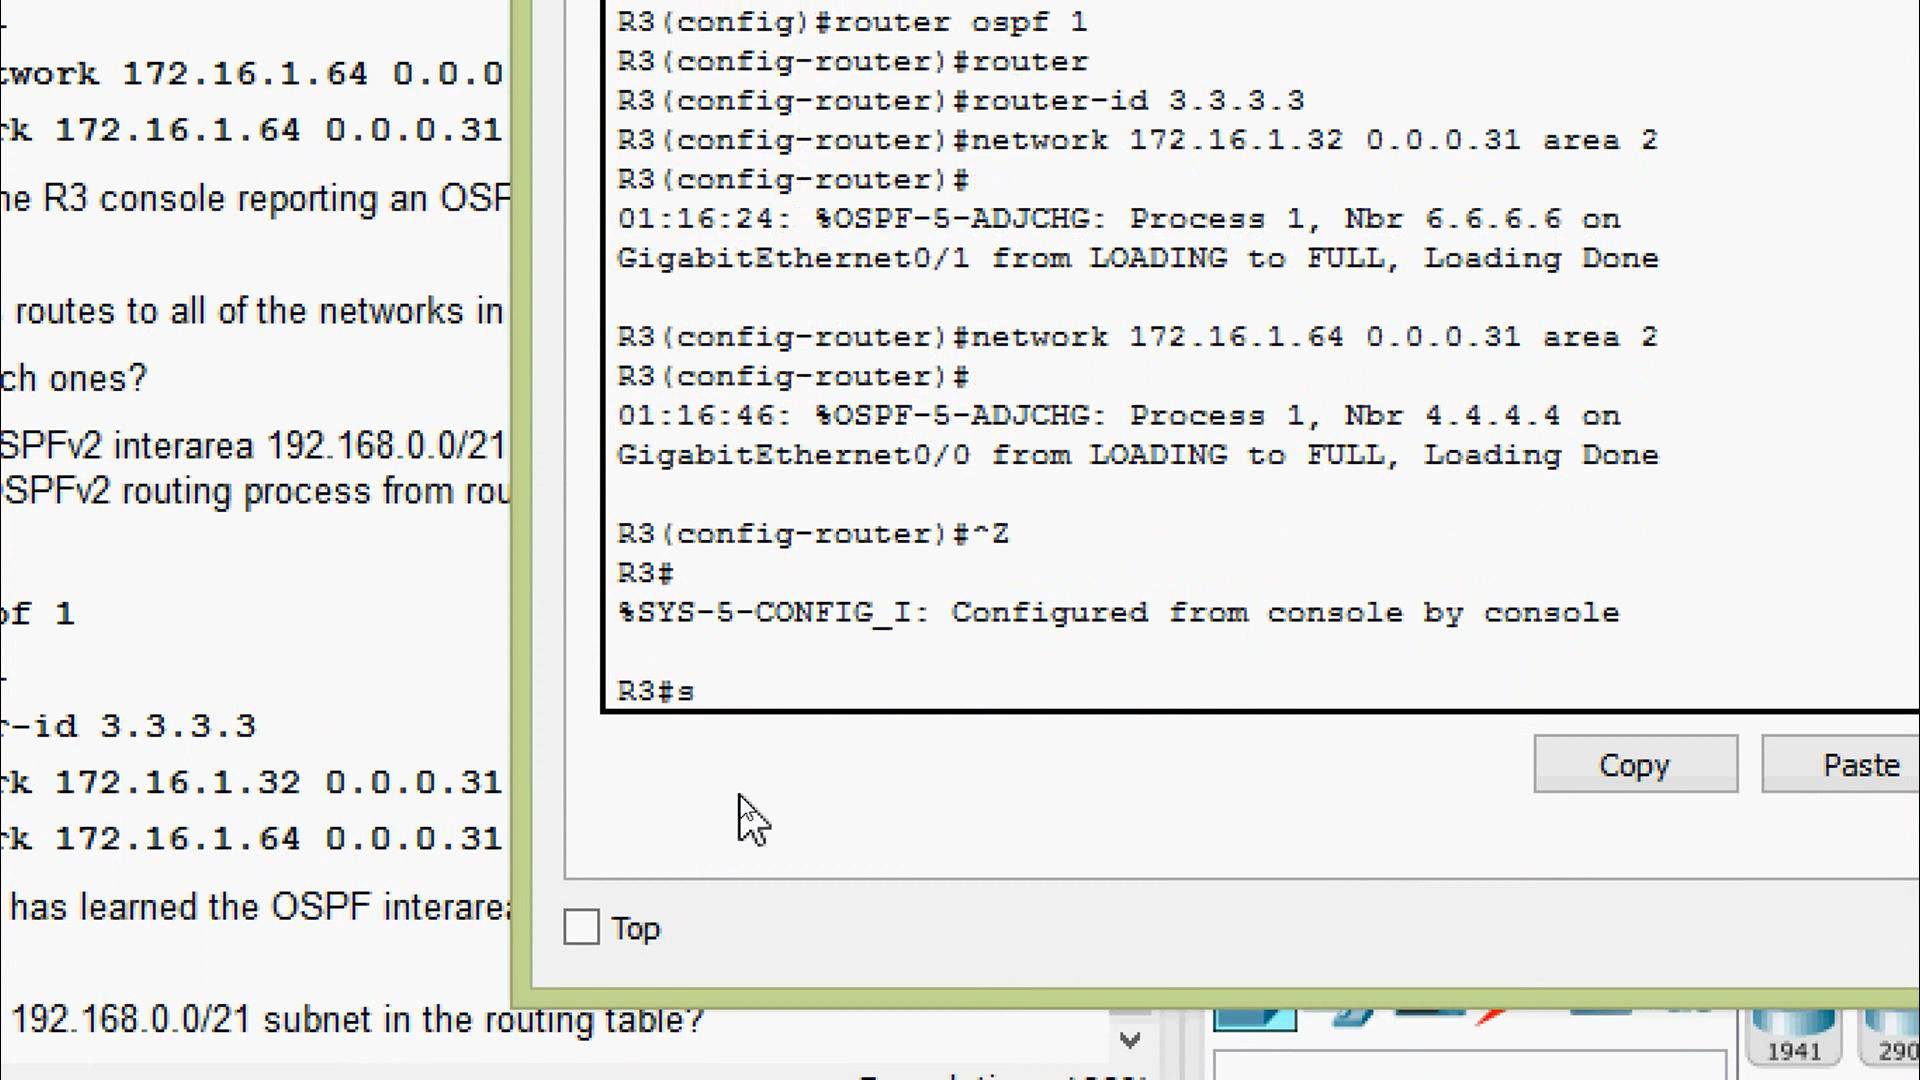 twork 172.16.1.64 0.0.0
rk 172.16.1.64 0.0.0.31
ne R3 console reporting an OSF
routes to all of the networks in
ch ones?
SPFv2 interarea 192.168.0.0/21
OSPFv2 routing process from rou
of 1
r-id 3.3.3.3
rk 172.16.1.32 0.0.0.31
rk 172.16.1.64 0.0.0.31
has learned the OSPF interarea
192.168.0.0/21 subnet in the routing table?
R3(config)#router ospf 1
R3(config-router)#router
R3(config-router)#router-id 3.3.3.3
R3(config-router)#network 172.16.1.32 0.0.0.31 area 2
R3(config-router)#
01:16:24: %OSPF-5-ADJCHG: Process 1, Nbr 6.6.6.6 on
GigabitEthernet0/1 from LOADING to FULL, Loading Done
R3(config-router)#network 172.16.1.64 0.0.0.31 area 2
R3(config-router)#
01:16:46: %OSPF-5-ADJCHG: Process 1, Nbr 4.4.4.4 on
GigabitEthernet0/0 from LOADING to FULL, Loading Done
R3(config-router)#^Z
R3#
%SYS-5-CONFIG_I: Configured from console by console
R3#s
Copy
Paste
Top
1941
290